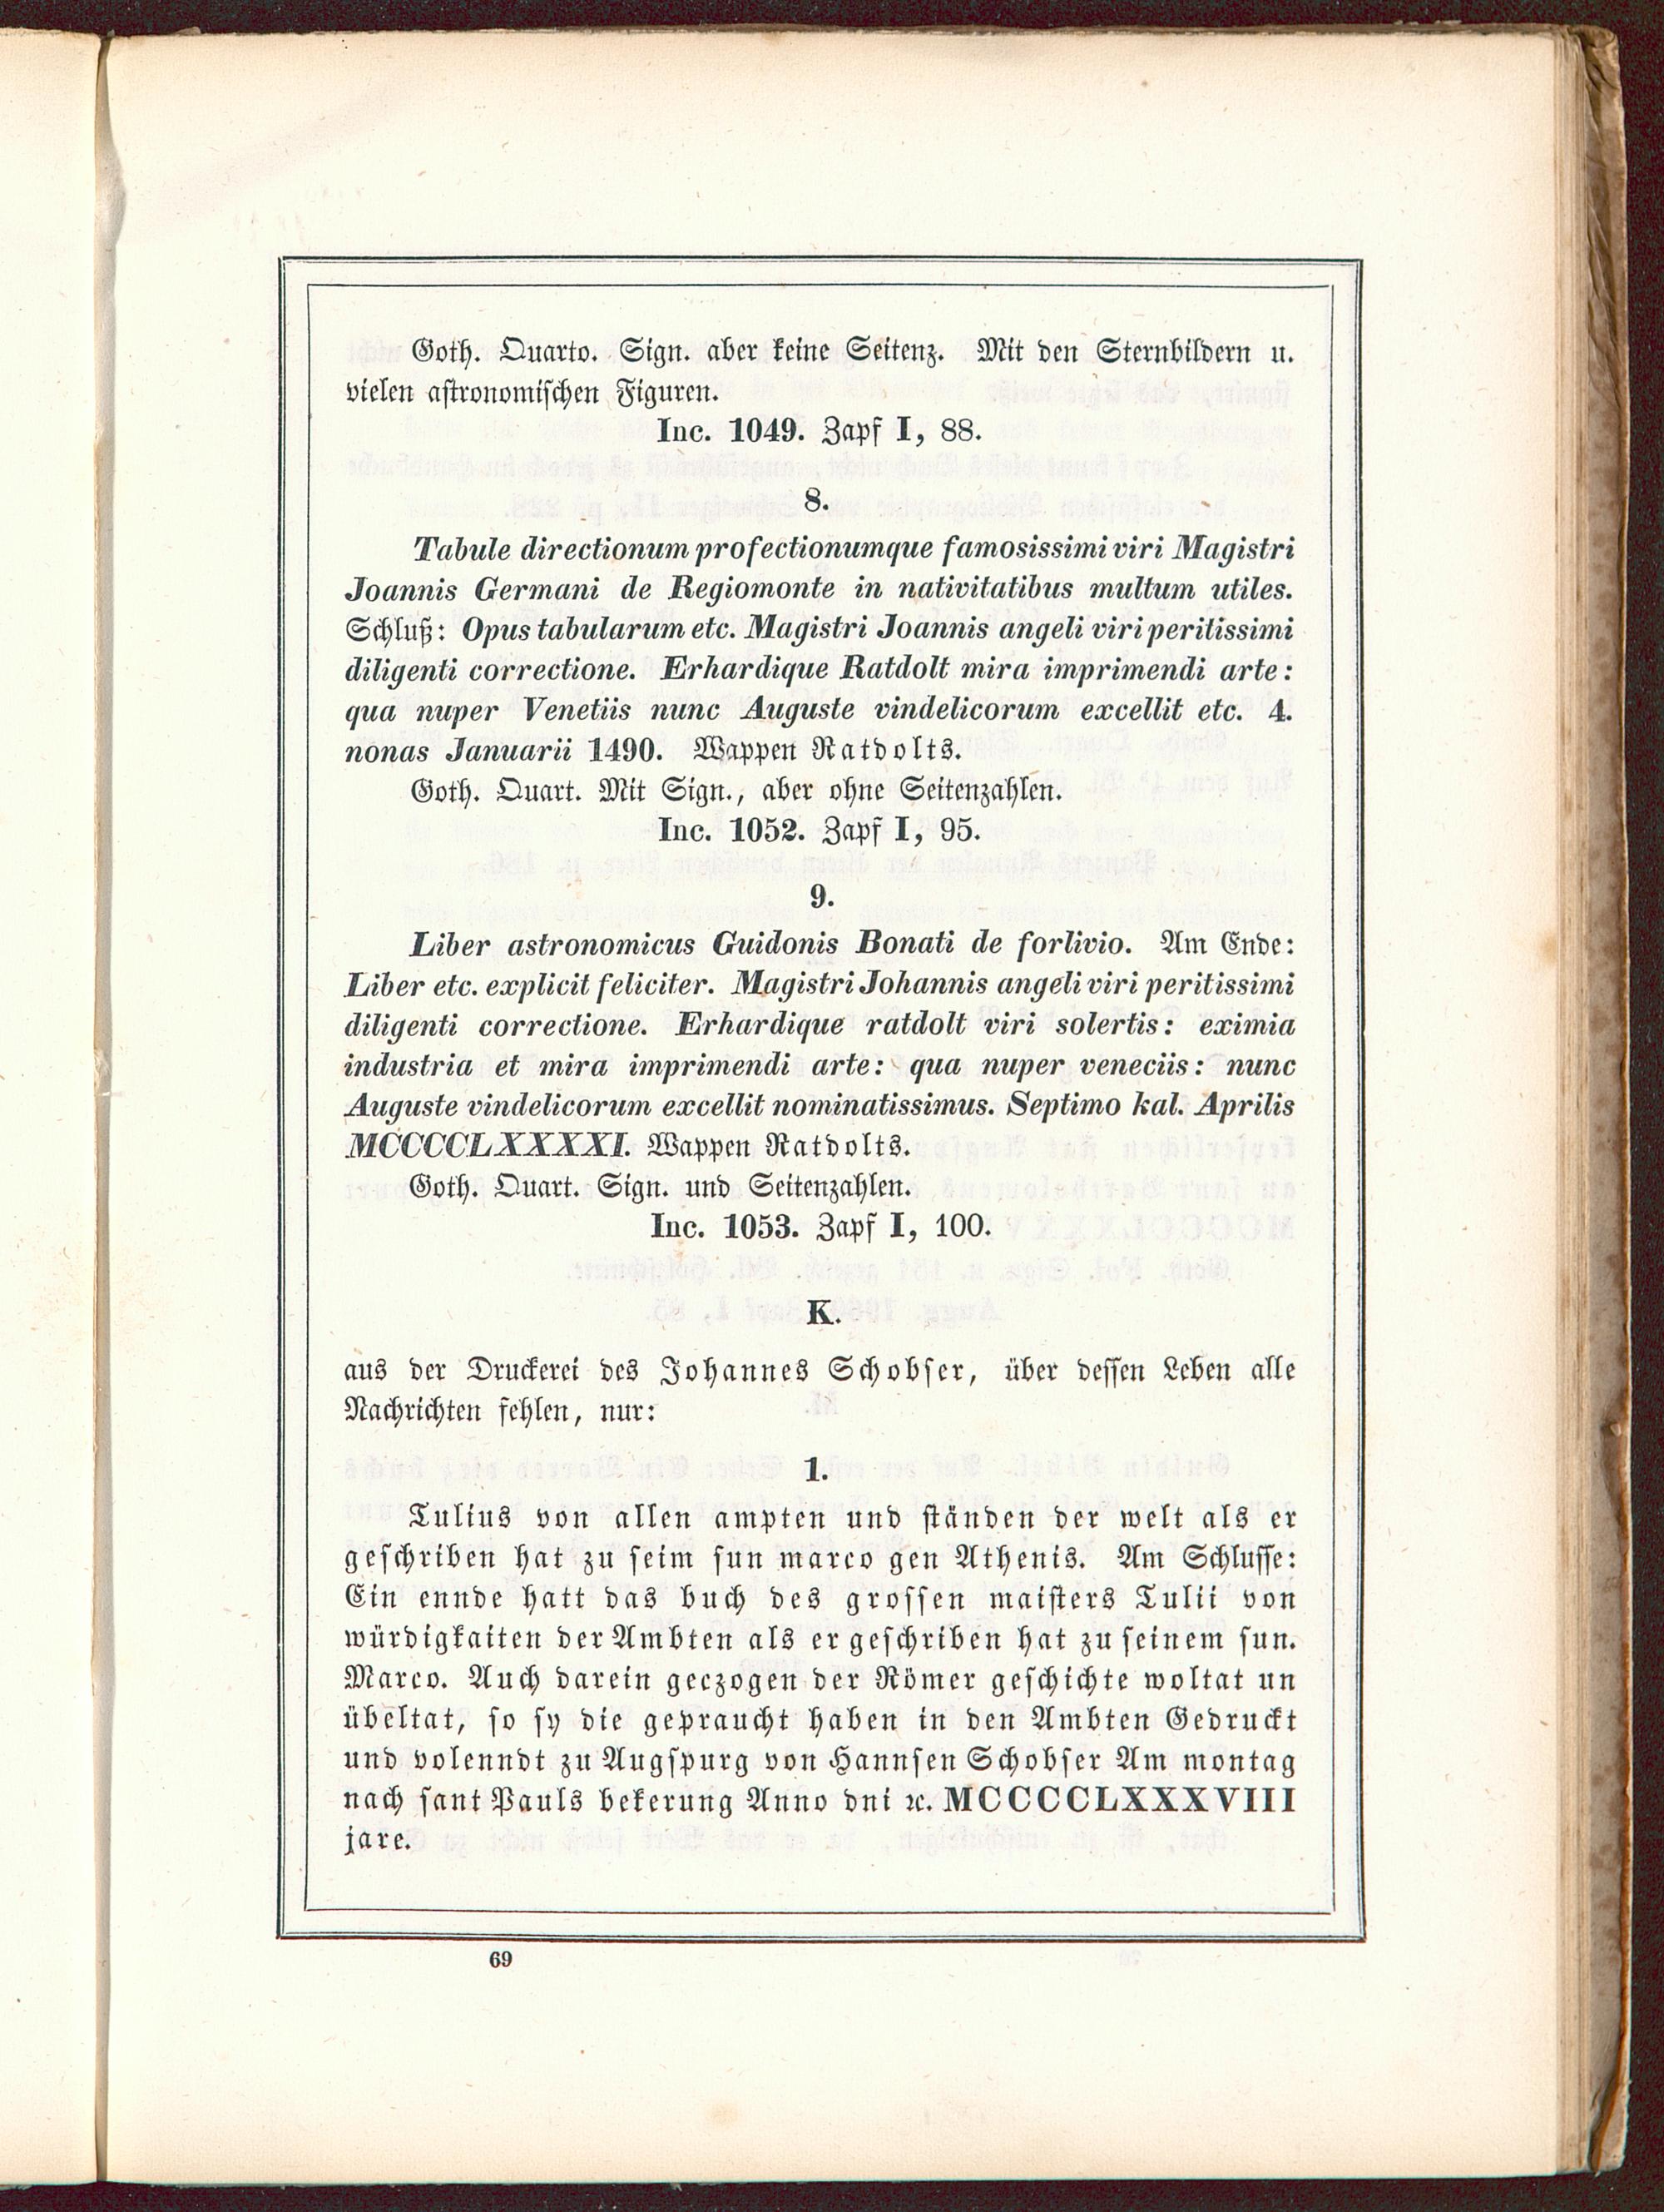 Goth. Quarto. Sign. aber keine Seitenz. Mit den Sternbildern u.
vielen astronomischen Figuren.
Inc. 1049. Zapf I, 88.
8.
Tabule directionum profectionumque famosissimi viri Magistri
Joannis Germani de Regiomonte in nativitatibus multum utiles.
Schluß: Opus tabularum etc. Magistri Joannis angeli viri peritissimi
diligenti correctione. Erhardique Ratdolt mira imprimendi arte:
qua nuper Venetiis nunc Auguste vindelicorum excellit etc. 4.
nonas Januarii 1490. Wappen Ratdolts.
Goth. Quart. Mit Sign., aber ohne Seitenzahlen.
Inc. 1052. Zapf I, 95.
9.
Liber astronomicus Guidonis Bonati de forlivio. Am Ende:
Liber etc. explicit feliciter. Magistri Johannis angeli viri peritissimi
diligenti correctione. Erhardique ratdolt viri solertis: eximia
industria et mira imprimendi arte: qua nuper veneciis: nunc
Auguste vindelicorum excellit nominatissimus. Septimo kal. Aprilis
MCCCCLXXXXI. Wappen Ratdolts.
Goth. Quart. Sign. und Seitenzahlen.
Inc. 1053. Zapf I, 100.
K.
aus der Druckerei des Johannes Schobser, über dessen Leben alle
Nachrichten fehlen, nur:
1.
Tulius von allen ampten und ständen der welt als er
geschriben hat zu seim sun marco gen Athenis. Am Schlusse:
Ein ennde hatt das buch des grossen maisters Tulii von
würdigkaiten der Ambten als er geschriben hat zu seinem sun.
Marco. Auch darein geczogen der Römer geschichte woltat un
übeltat, so sy die gepraucht haben in den Ambten Gedruckt
und volenndt zu Augspurg von Hannsen Schobser Am montag
nach sant Pauls bekerung Anno dni ꝛc. MCCCCLXXXVIII
jare.
69